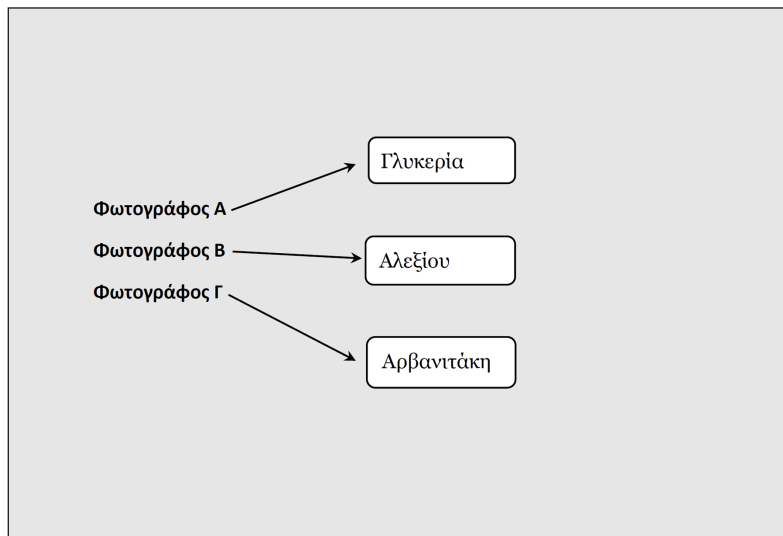 Γλυκερία
Φωτογράφος Α
Φωτογράφος Β
Αλεξίου
Φωτογράφος Γ
Αρβανιτάκη